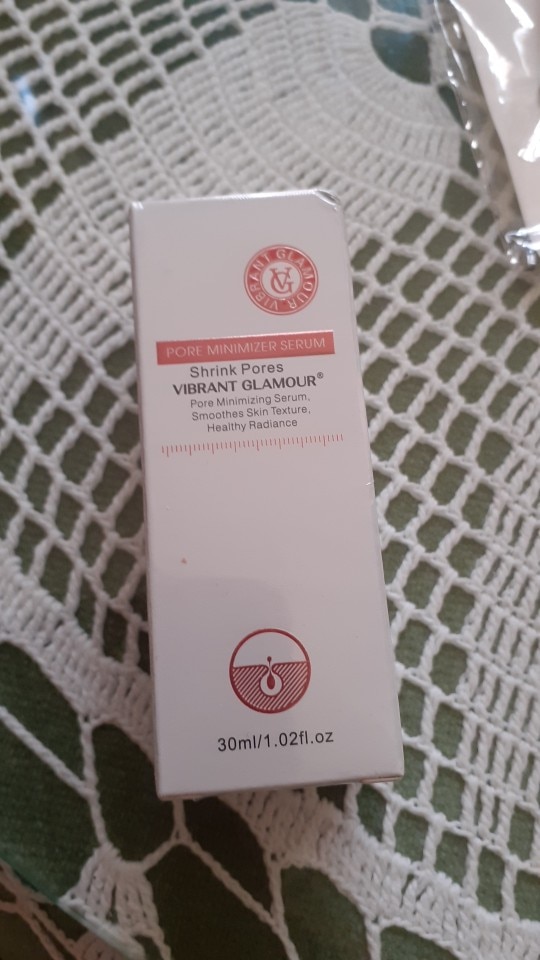 VIBRANT GLAMOUR
VG
PORE MINIMIZER SERUM
Shrink Pores
VIBRANT GLAMOUR®
Pore Minimizing Serum,
Smoothes Skin Texture,
Healthy Radiance
30ml/1.02fl.oz